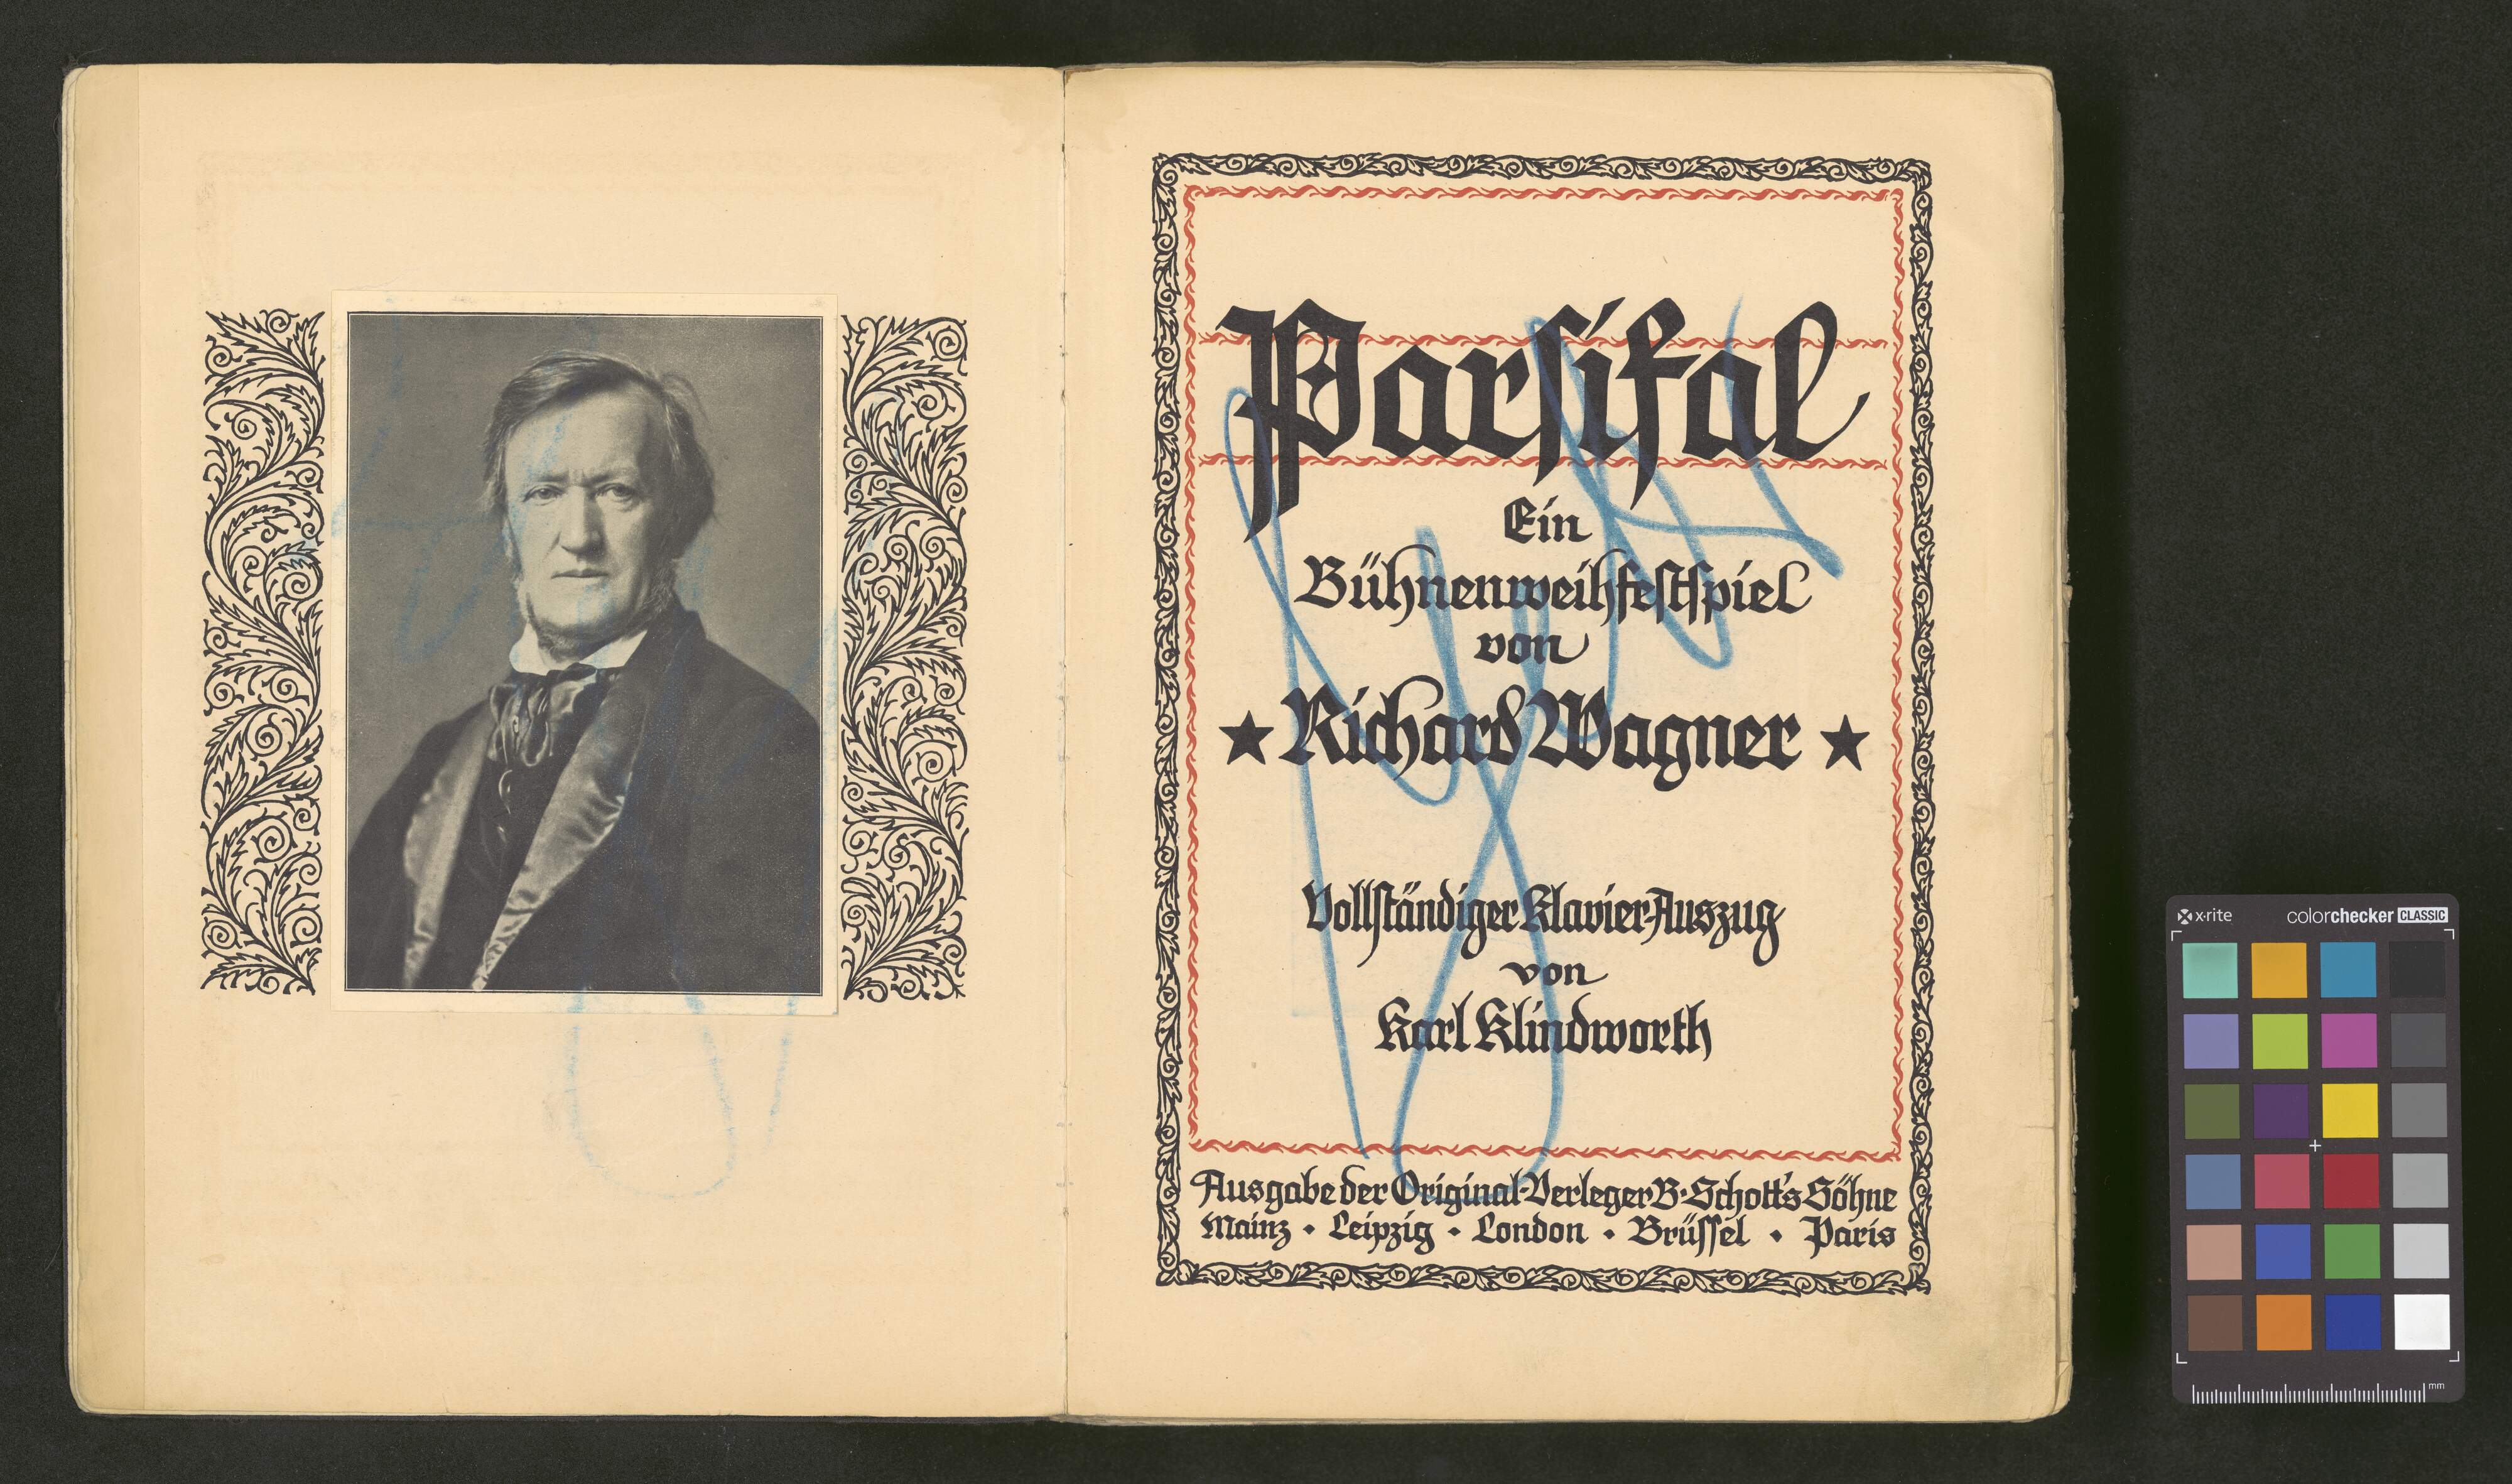 Parsifal
Ein
Bühnenweihfestspiel
von
★ Richard Wagner ★
Vollständiger Klavier-Auszug
von
Karl Klindworth
Ausgabe der Original-Verleger B. Schott's Söhne
Mainz • Leipzig • London • Brüssel • Paris
x·rite colorchecker CLASSIC
mm